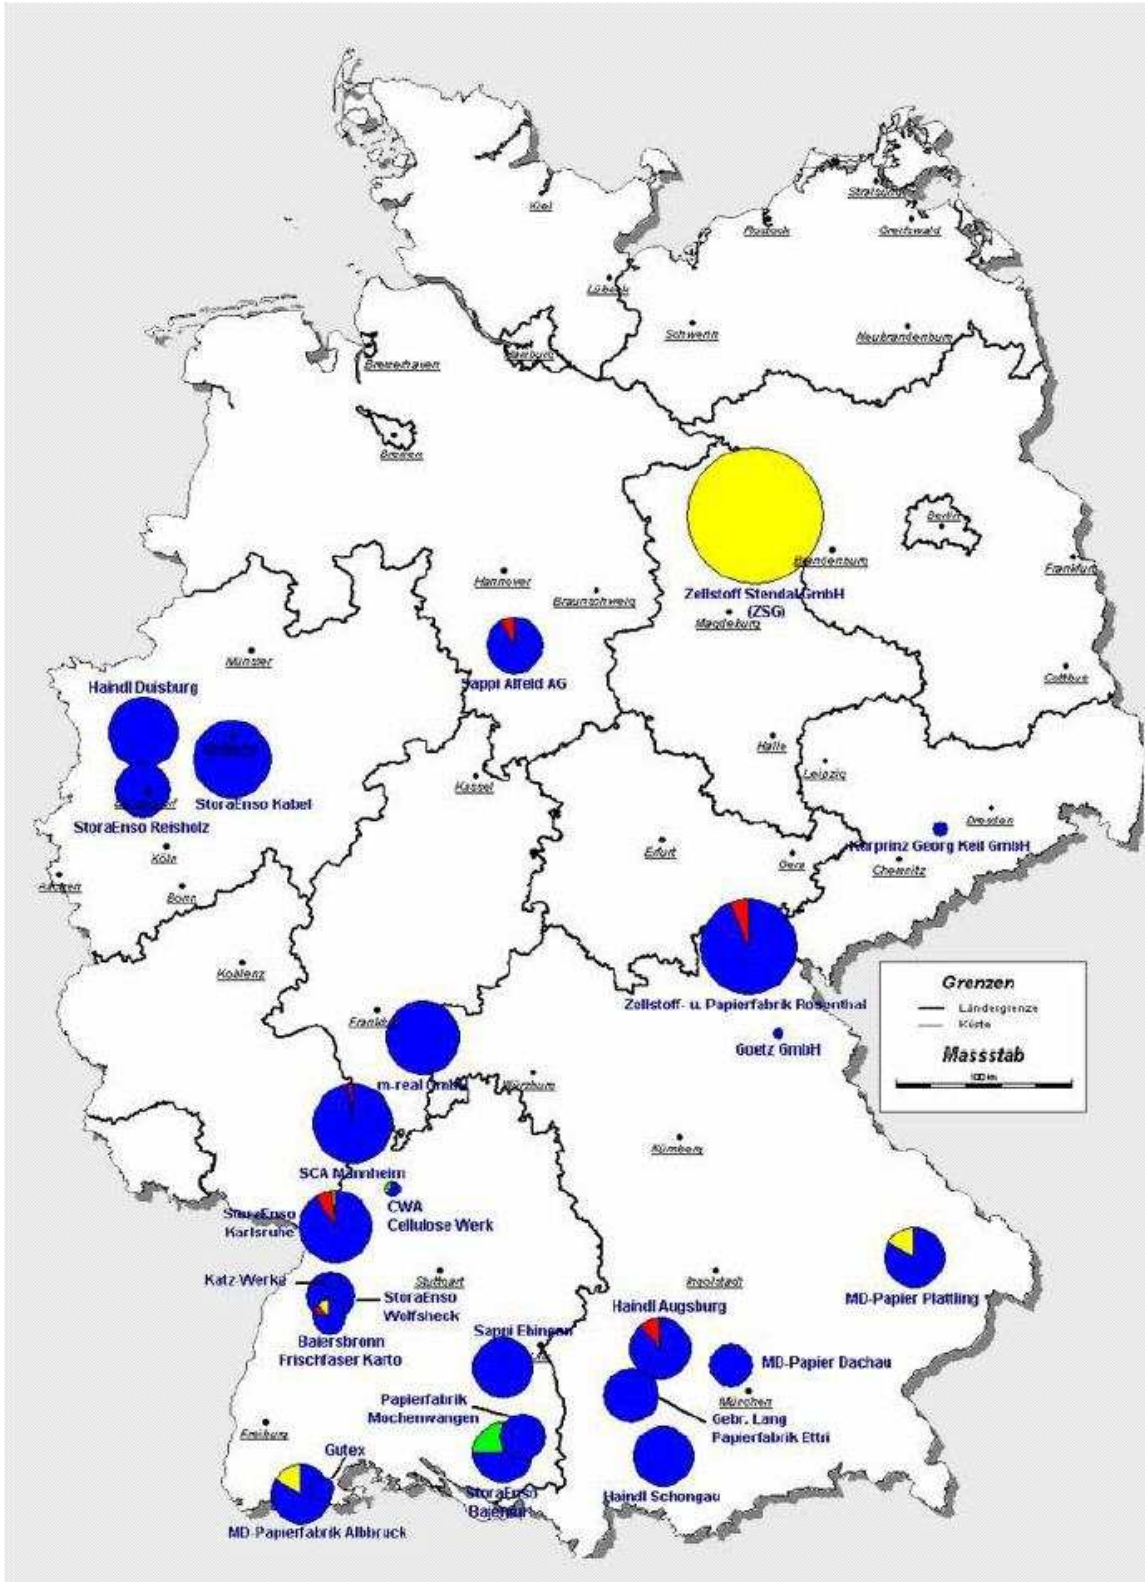 Kiel
Stralsund
Rostock
Greifswald
Lübeck
Schwerin
Neubrandenburg
Hamburg
Bremerhaven
Bremen
Berlin
Brandenburg
Frankfurt
Hannover
Braunschweig
Zellstoff Stendal GmbH
(ZSG)
Magdeburg
Münster
Sappi Alfeld AG
Cottbus
Haindl Duisburg
Halle
Leipzig
Kassel
StoraEnso Kabel
StoraEnso Reisholz
Dresden
Köln
Erfurt
Gera
Korprinz Georg Keil GmbH
Chemnitz
Aachen
Bonn
Koblenz
Grenzen
Ländergrenze
Küste
Massstab
100 km
Zellstoff- u. Papierfabrik Rosenthal
Goetz GmbH
m-real GmbH
Würzburg
Nürnberg
SCA Mannheim
CWA
Cellulose Werk
StoraEnso
Karlsruhe
Katz-Werke
Stuttgart
StoraEnso
Wolfsheck
Ingolstadt
MD-Papier Plattling
Haindl Augsburg
Baiersbronn
Frischfaser Karto
Sappi Ehingen
MD-Papier Dachau
München
Papierfabrik
Mochenwangen
Gebr. Lang
Papierfabrik Ettri
Freiburg
Gutex
StoraEnso
Baienfurt
Haindl Schongau
MD-Papierfabrik Albbruck